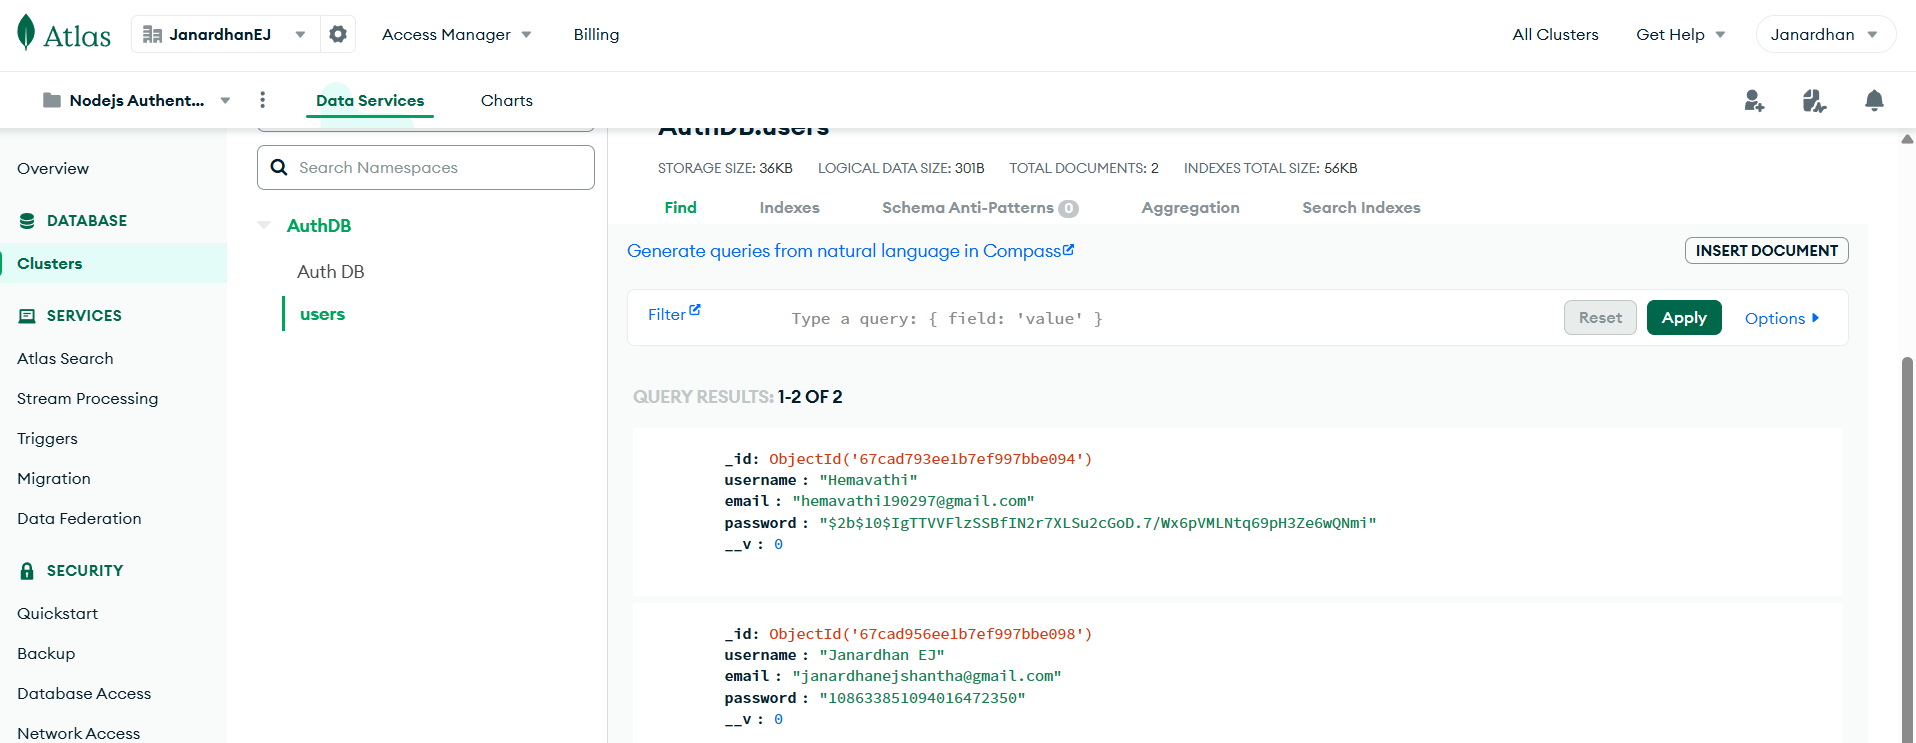 Atlas JanardhanEJ Access Manager Billing All Clusters Get Help Janardhan
Nodejs Authent... Data Services Charts
Overview
DATABASE
Clusters
SERVICES
Atlas Search
Stream Processing
Triggers
Migration
Data Federation
SECURITY
Quickstart
Backup
Database Access
Network Access
Search Namespaces
AuthDB
Auth DB
users
AuthDB.users
STORAGE SIZE: 36KB LOGICAL DATA SIZE: 301B TOTAL DOCUMENTS: 2 INDEXES TOTAL SIZE: 56KB
Find Indexes Schema Anti-Patterns 0 Aggregation Search Indexes
Generate queries from natural language in Compass INSERT DOCUMENT
Filter Type a query: { field: 'value' } Reset Apply Options
QUERY RESULTS: 1-2 OF 2
_id: ObjectId('67cad793ee1b7ef997bbe094')
username : "Hemavathi"
email : "hemavathi190297@gmail.com"
password : "$2b$10$IgTTVVFlzSSBfIN2r7XLSu2cGoD.7/Wx6pVMLNtq69pH3Ze6wQNmi"
__v : 0
_id: ObjectId('67cad956ee1b7ef997bbe098')
username : "Janardhan EJ"
email : "janardhanejshantha@gmail.com"
password : "108633851094016472350"
__v : 0